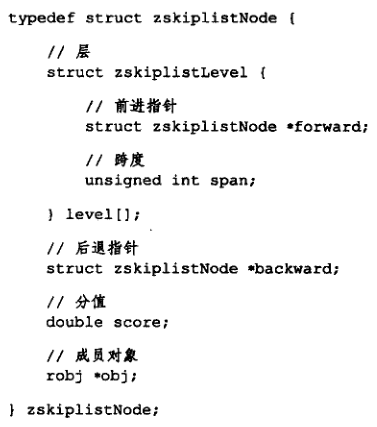 typedef struct zskiplistNode {
// 层
struct zskiplistLevel {
// 前进指针
struct zskiplistNode *forward;
// 跨度
unsigned int span;
} level[];
// 后退指针
struct zskiplistNode *backward;
// 分值
double score;
// 成员对象
robj *obj;
} zskiplistNode;